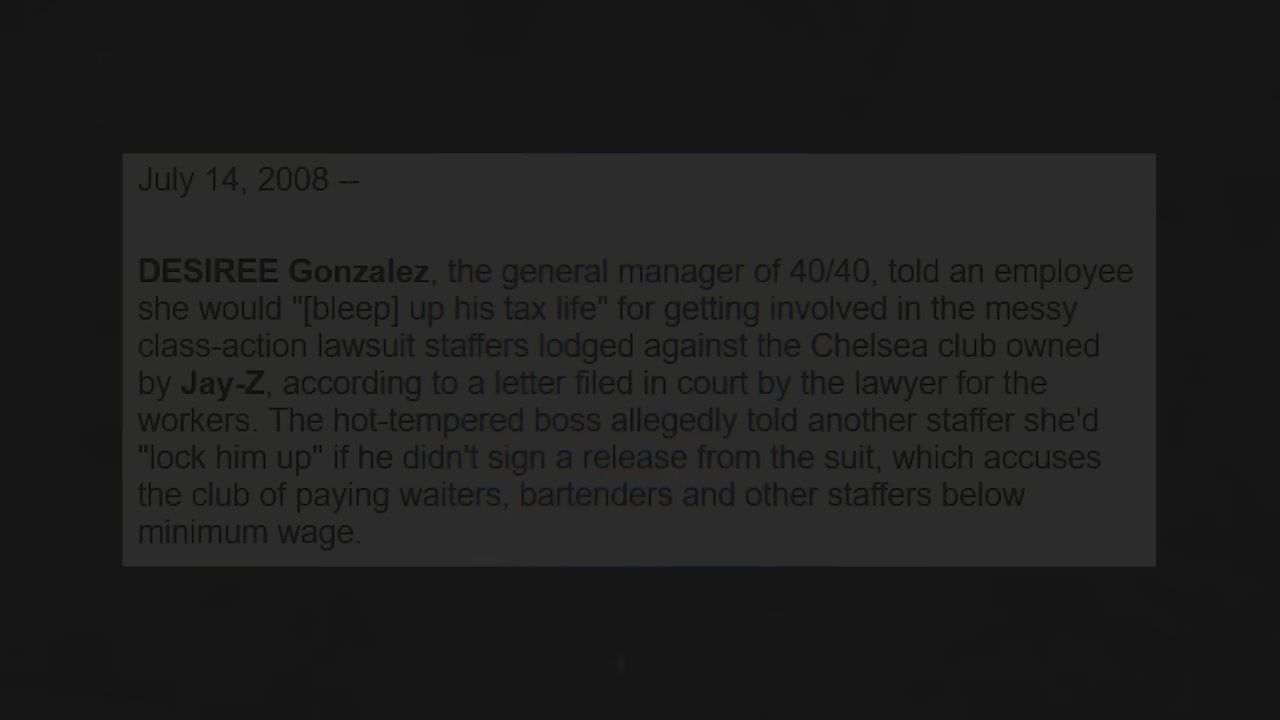 July 14, 2008 --
DESIREE Gonzalez, the general manager of 40/40, told an employee
she would "[bleep] up his tax life" for getting involved in the messy
class-action lawsuit staffers lodged against the Chelsea club owned
by Jay-Z, according to a letter filed in court by the lawyer for the
workers. The hot-tempered boss allegedly told another staffer she'd
"lock him up" if he didn't sign a release from the suit, which accuses
the club of paying waiters, bartenders and other staffers below
minimum wage.